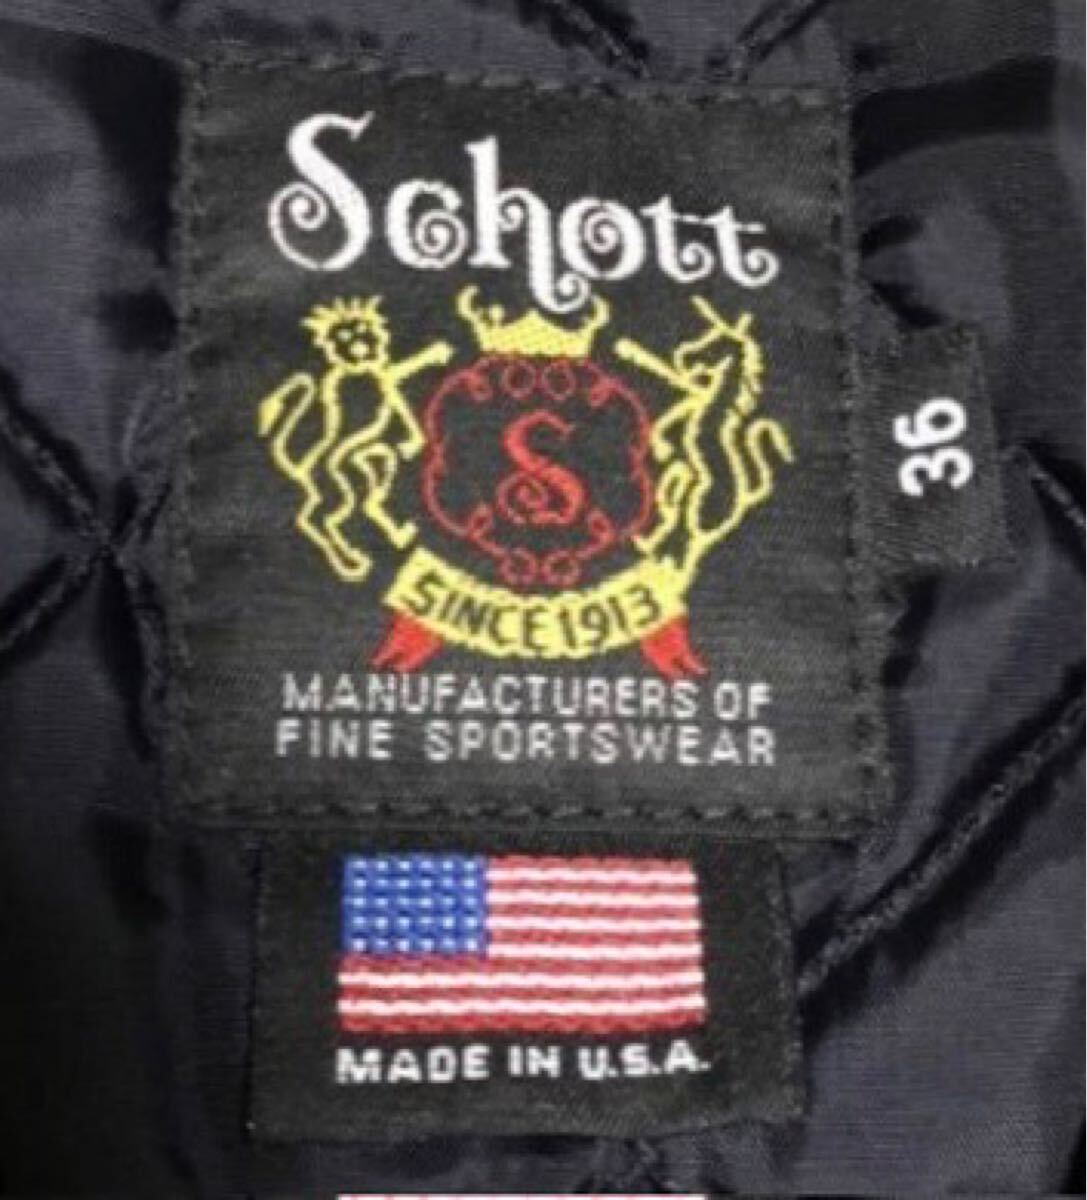 Schott
S
SINCE 1913
MANUFACTURERS OF
FINE SPORTSWEAR
36
MADE IN U.S.A.